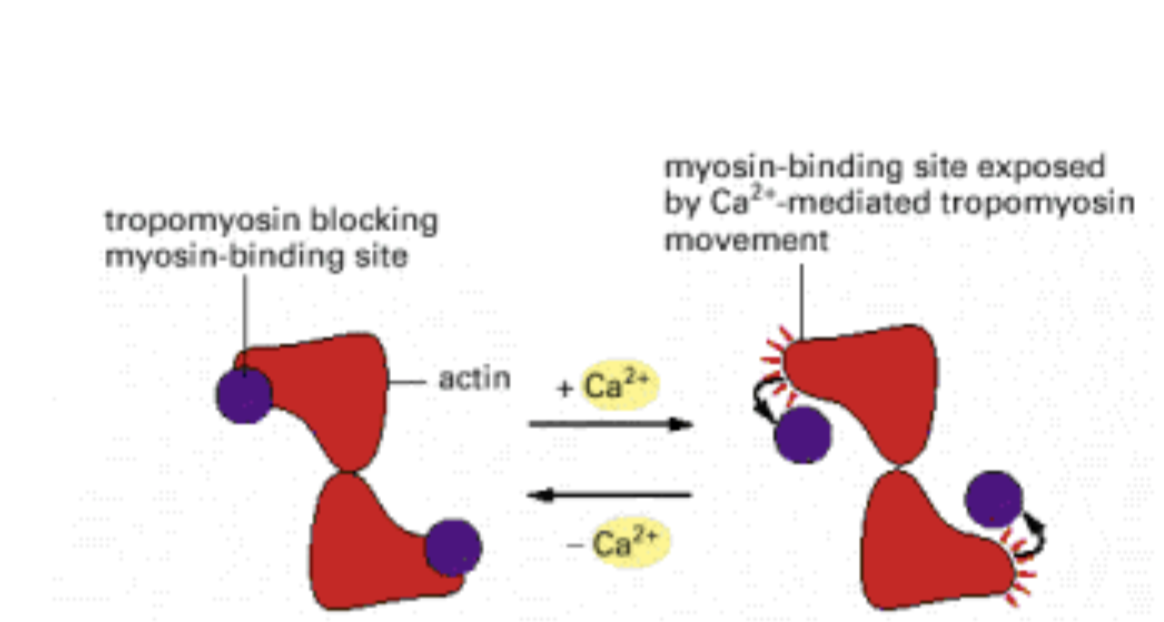 myosin-binding site exposed
by Ca²⁺-mediated tropomyosin
movement
tropomyosin blocking
myosin-binding site
actin
+ Ca²⁺
– Ca²⁺